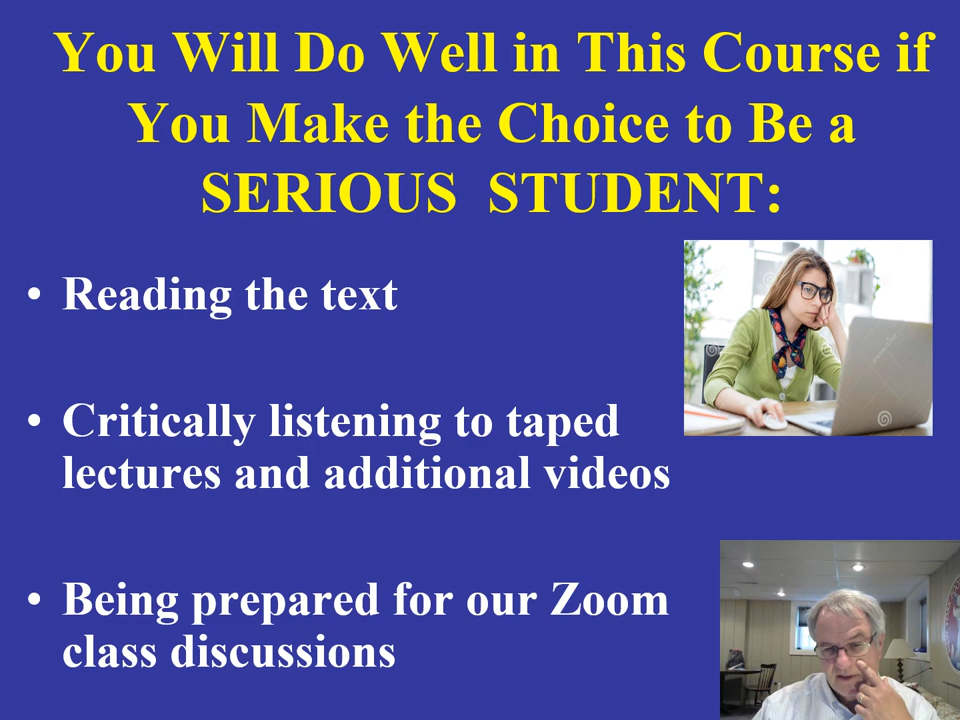 You Will Do Well in This Course if
You Make the Choice to Be a
SERIOUS STUDENT:
• Reading the text
• Critically listening to taped
lectures and additional videos
• Being prepared for our Zoom
class discussions